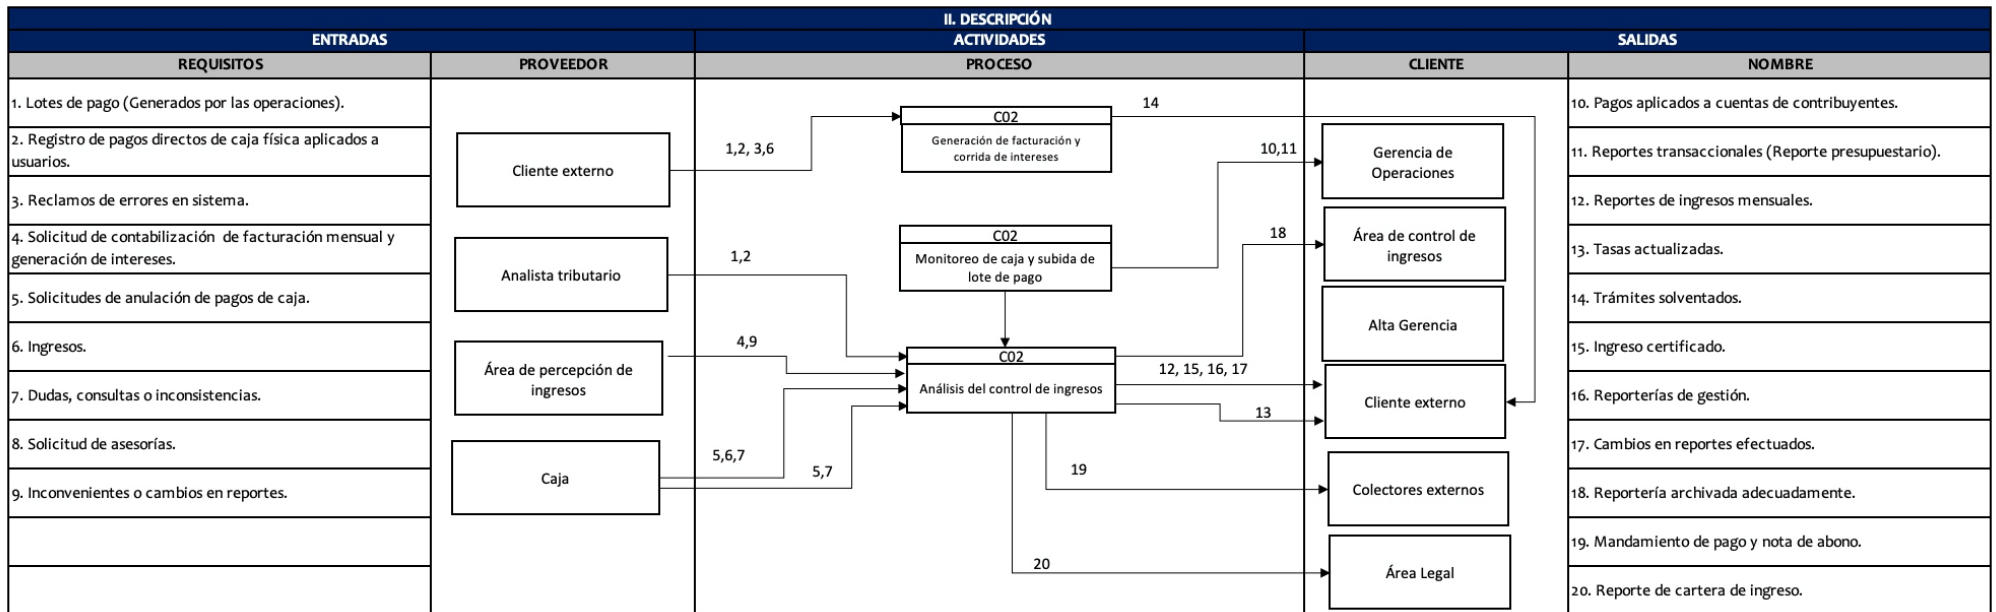 II. DESCRIPCIÓN
ENTRADAS
ACTIVIDADES
SALIDAS
REQUISITOS
PROVEEDOR
PROCESO
CLIENTE
NOMBRE
1. Lotes de pago (Generados por las operaciones).
2. Registro de pagos directos de caja física aplicados a
usuarios.
3. Reclamos de errores en sistema.
4. Solicitud de contabilización  de facturación mensual y
generación de intereses.
5. Solicitudes de anulación de pagos de caja.
6. Ingresos.
7. Dudas, consultas o inconsistencias.
8. Solicitud de asesorías.
9. Inconvenientes o cambios en reportes.
Cliente externo
Analista tributario
Área de percepción de
ingresos
Caja
1,2, 3,6
1,2
4,9
5,6,7
5,7
C02
Generación de facturación y
corrida de intereses
C02
Monitoreo de caja y subida de
lote de pago
C02
Análisis del control de ingresos
14
10,11
18
12, 15, 16, 17
13
19
20
Gerencia de
Operaciones
Área de control de
ingresos
Alta Gerencia
Cliente externo
Colectores externos
Área Legal
10. Pagos aplicados a cuentas de contribuyentes.
11. Reportes transaccionales (Reporte presupuestario).
12. Reportes de ingresos mensuales.
13. Tasas actualizadas.
14. Trámites solventados.
15. Ingreso certificado.
16. Reporterías de gestión.
17. Cambios en reportes efectuados.
18. Reportería archivada adecuadamente.
19. Mandamiento de pago y nota de abono.
20. Reporte de cartera de ingreso.